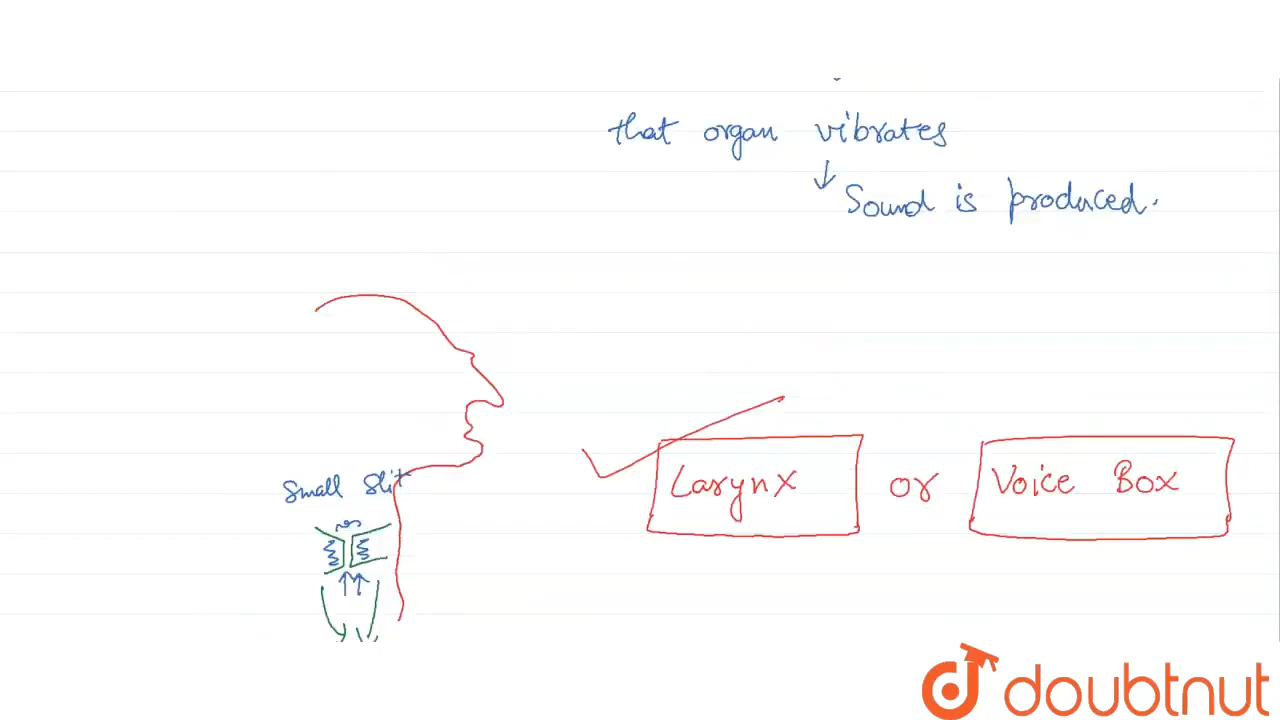 that organ vibrates
↓ Sound is produced.
Small Slit
Larynx or Voice Box
doubtnut